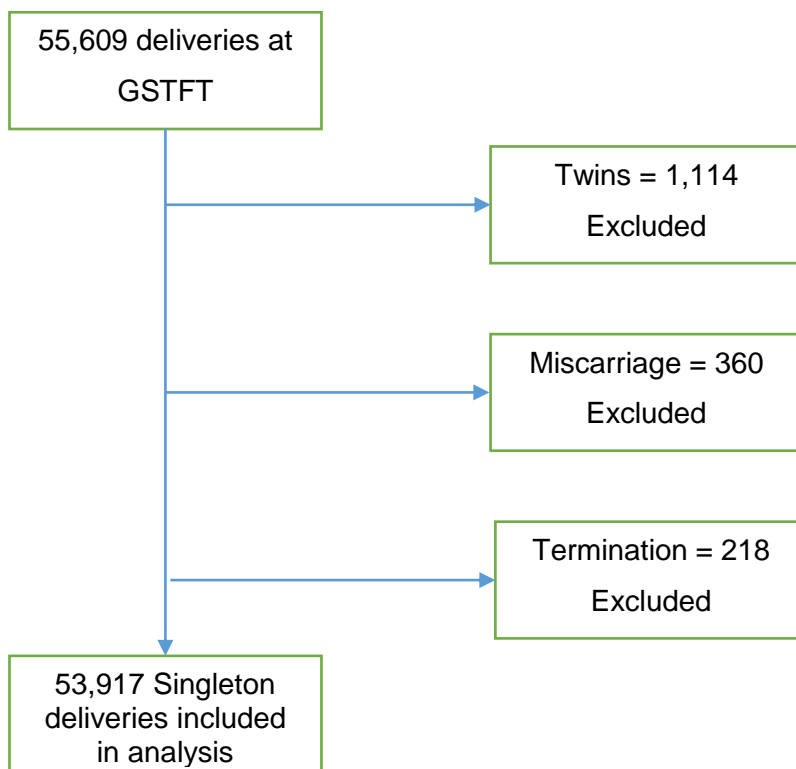 55,609 deliveries at
GSTFT
Twins = 1,114
Excluded
Miscarriage = 360
Excluded
Termination = 218
Excluded
53,917 Singleton
deliveries included
in analysis